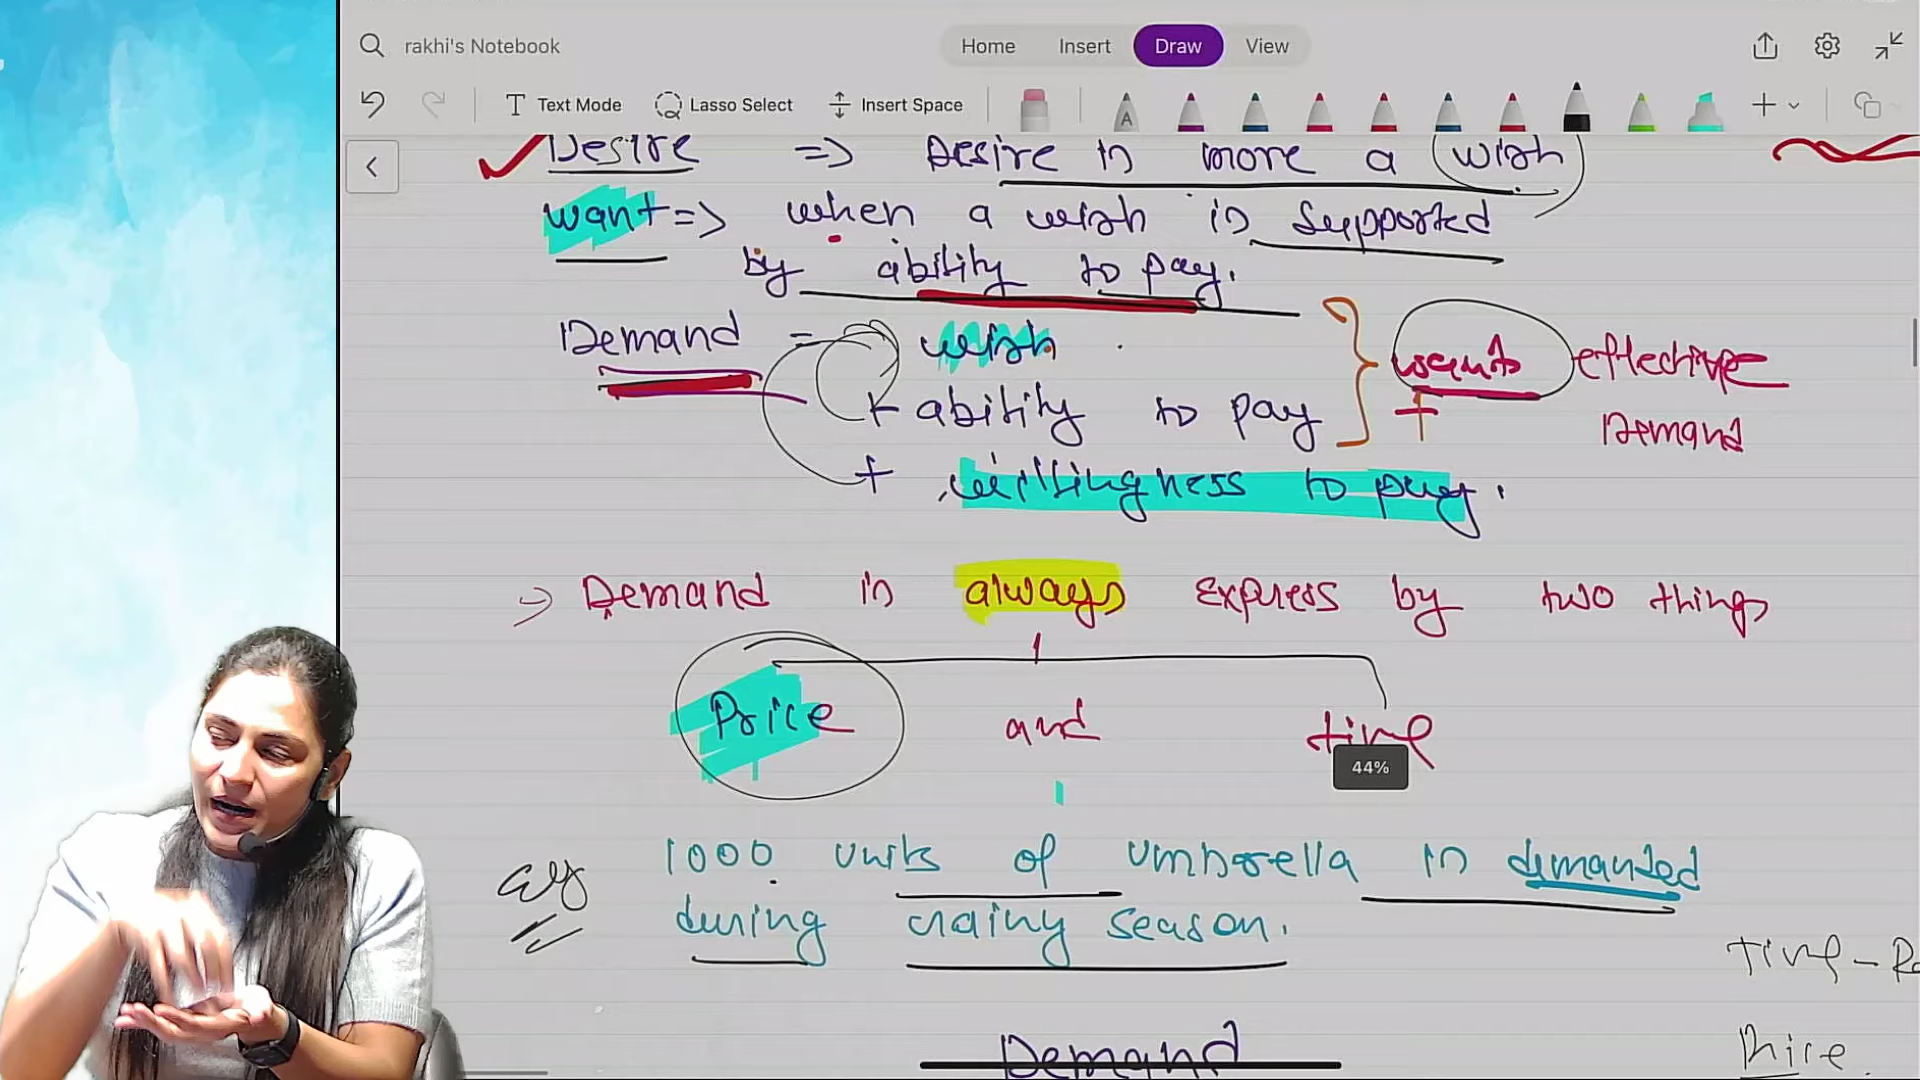 rakhi's Notebook
Home Insert Draw View
Text Mode Lasso Select Insert Space
A
Desire => Desire is more a wish
want => when a wish is supported
by ability to pay.
Demand = wish
+ ability to pay
wants effective
+ Demand
+ willingness to pay.
=> Demand is always express by two things
Price and time
44%
eg 1000 units of umbrella is demanded
during rainy season.
Time - Ra
Demand
Price